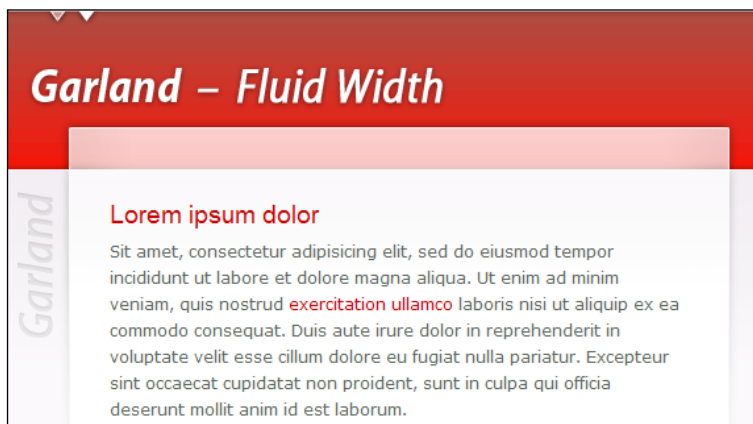 Garland – Fluid Width
Garland
Lorem ipsum dolor
Sit amet, consectetur adipisicing elit, sed do eiusmod tempor
incididunt ut labore et dolore magna aliqua. Ut enim ad minim
veniam, quis nostrud exercitation ullamco laboris nisi ut aliquip ex ea
commodo consequat. Duis aute irure dolor in reprehenderit in
voluptate velit esse cillum dolore eu fugiat nulla pariatur. Excepteur
sint occaecat cupidatat non proident, sunt in culpa qui officia
deserunt mollit anim id est laborum.